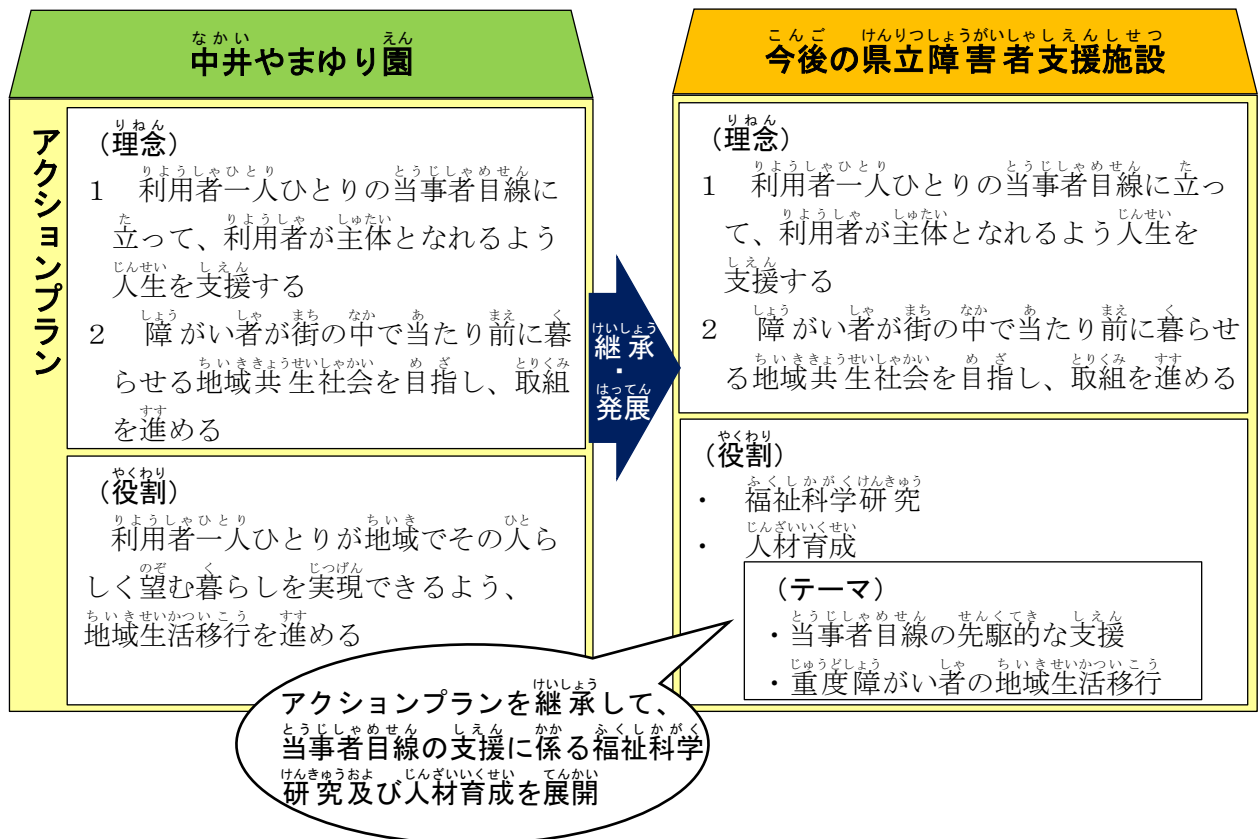 中井やまゆり園
アクションプラン
（理念）
１　利用者一人ひとりの当事者目線に
立って、利用者が主体となれるよう
人生を支援する
２　障がい者が街の中で当たり前に暮
らせる地域共生社会を目指し、取組
を進める
（役割）
利用者一人ひとりが地域でその人ら
しく望む暮らしを実現できるよう、
地域生活移行を進める
継承
・
発展
今後の県立障害者支援施設
（理念）
１　利用者一人ひとりの当事者目線に立っ
て、利用者が主体となれるよう人生を
支援する
２　障がい者が街の中で当たり前に暮らせ
る地域共生社会を目指し、取組を進める
（役割）
・　福祉科学研究
・　人材育成
（テーマ）
・当事者目線の先駆的な支援
・重度障がい者の地域生活移行
アクションプランを継承して、
当事者目線の支援に係る福祉科学
研究及び人材育成を展開